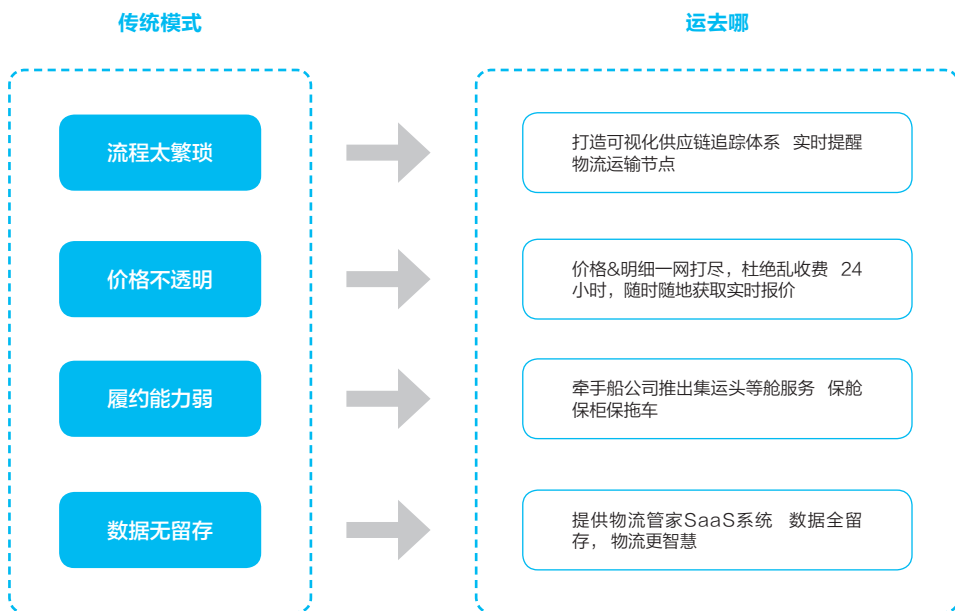 传统模式
运去哪
流程太繁琐
打造可视化供应链追踪体系 实时提醒
物流运输节点
价格不透明
价格&明细一网打尽，杜绝乱收费 24
小时，随时随地获取实时报价
履约能力弱
牵手船公司推出集运头等舱服务 保舱
保柜保拖车
数据无留存
提供物流管家SaaS系统 数据全留
存， 物流更智慧